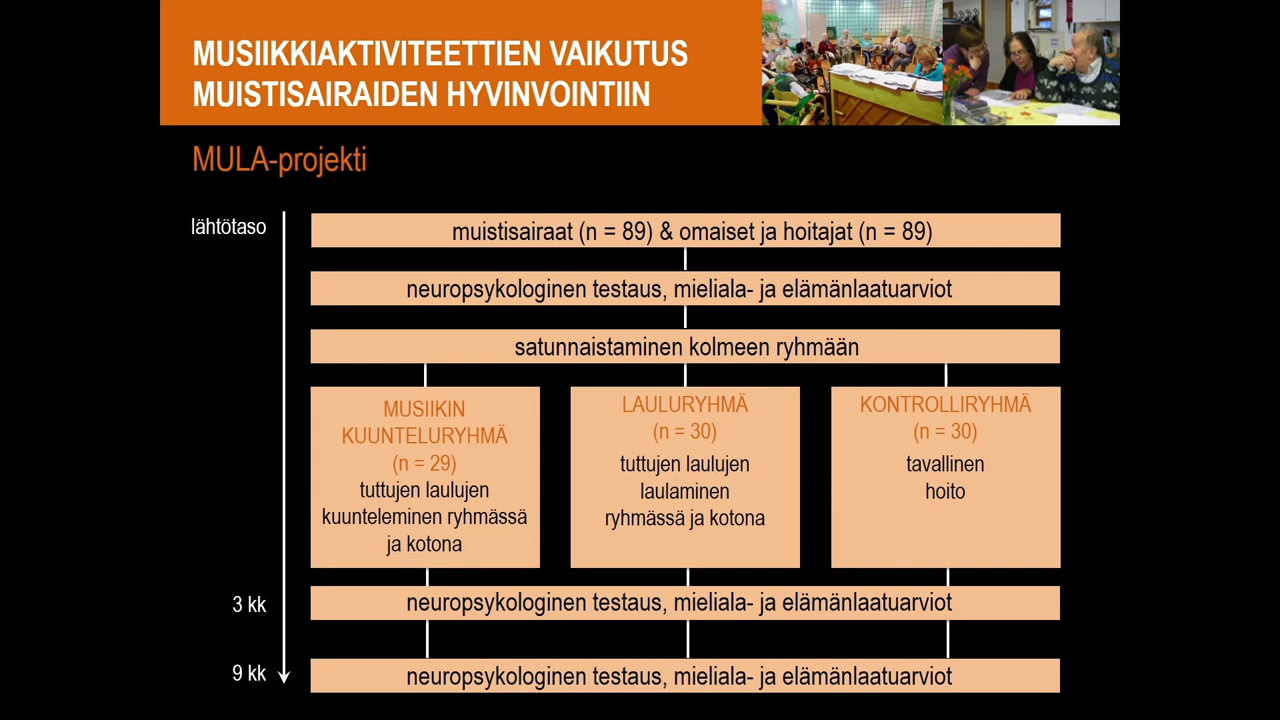 MUSIIKKIAKTIVITEETTIEN VAIKUTUS
MUISTISAIRAIDEN HYVINVOINTIIN
MULA-projekti
lähtötaso
muistisairaat (n = 89) & omaiset ja hoitajat (n = 89)
neuropsykologinen testaus, mieliala- ja elämänlaatuarviot
satunnaistaminen kolmeen ryhmään
MUSIIKIN
KUUNTELURYHMÄ
(n = 29)
tuttujen laulujen
kuunteleminen ryhmässä
ja kotona
LAULURYHMÄ
(n = 30)
tuttujen laulujen
laulaminen
ryhmässä ja kotona
KONTROLLIRYHMÄ
(n = 30)
tavallinen
hoito
3 kk
neuropsykologinen testaus, mieliala- ja elämänlaatuarviot
9 kk
neuropsykologinen testaus, mieliala- ja elämänlaatuarviot